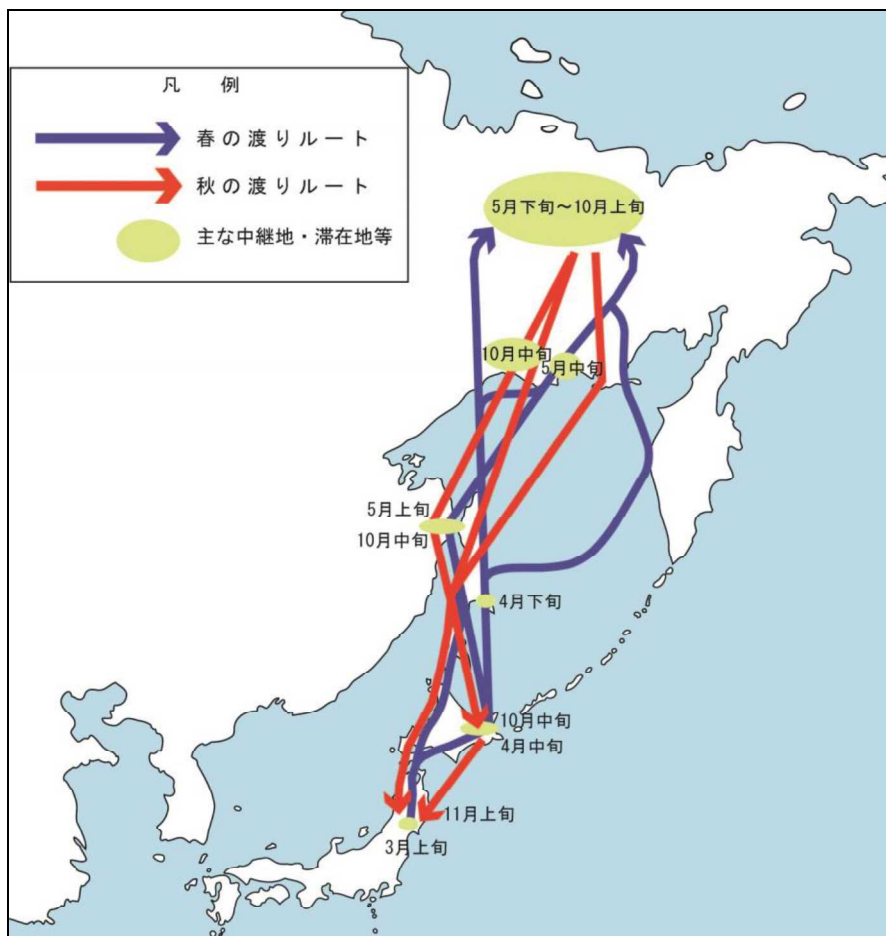 凡 例
春の渡りルート
秋の渡りルート
主な中継地・滞在地等
5月下旬～10月上旬
10月中旬
5月中旬
5月上旬
10月中旬
4月下旬
10月中旬
4月中旬
11月上旬
3月上旬